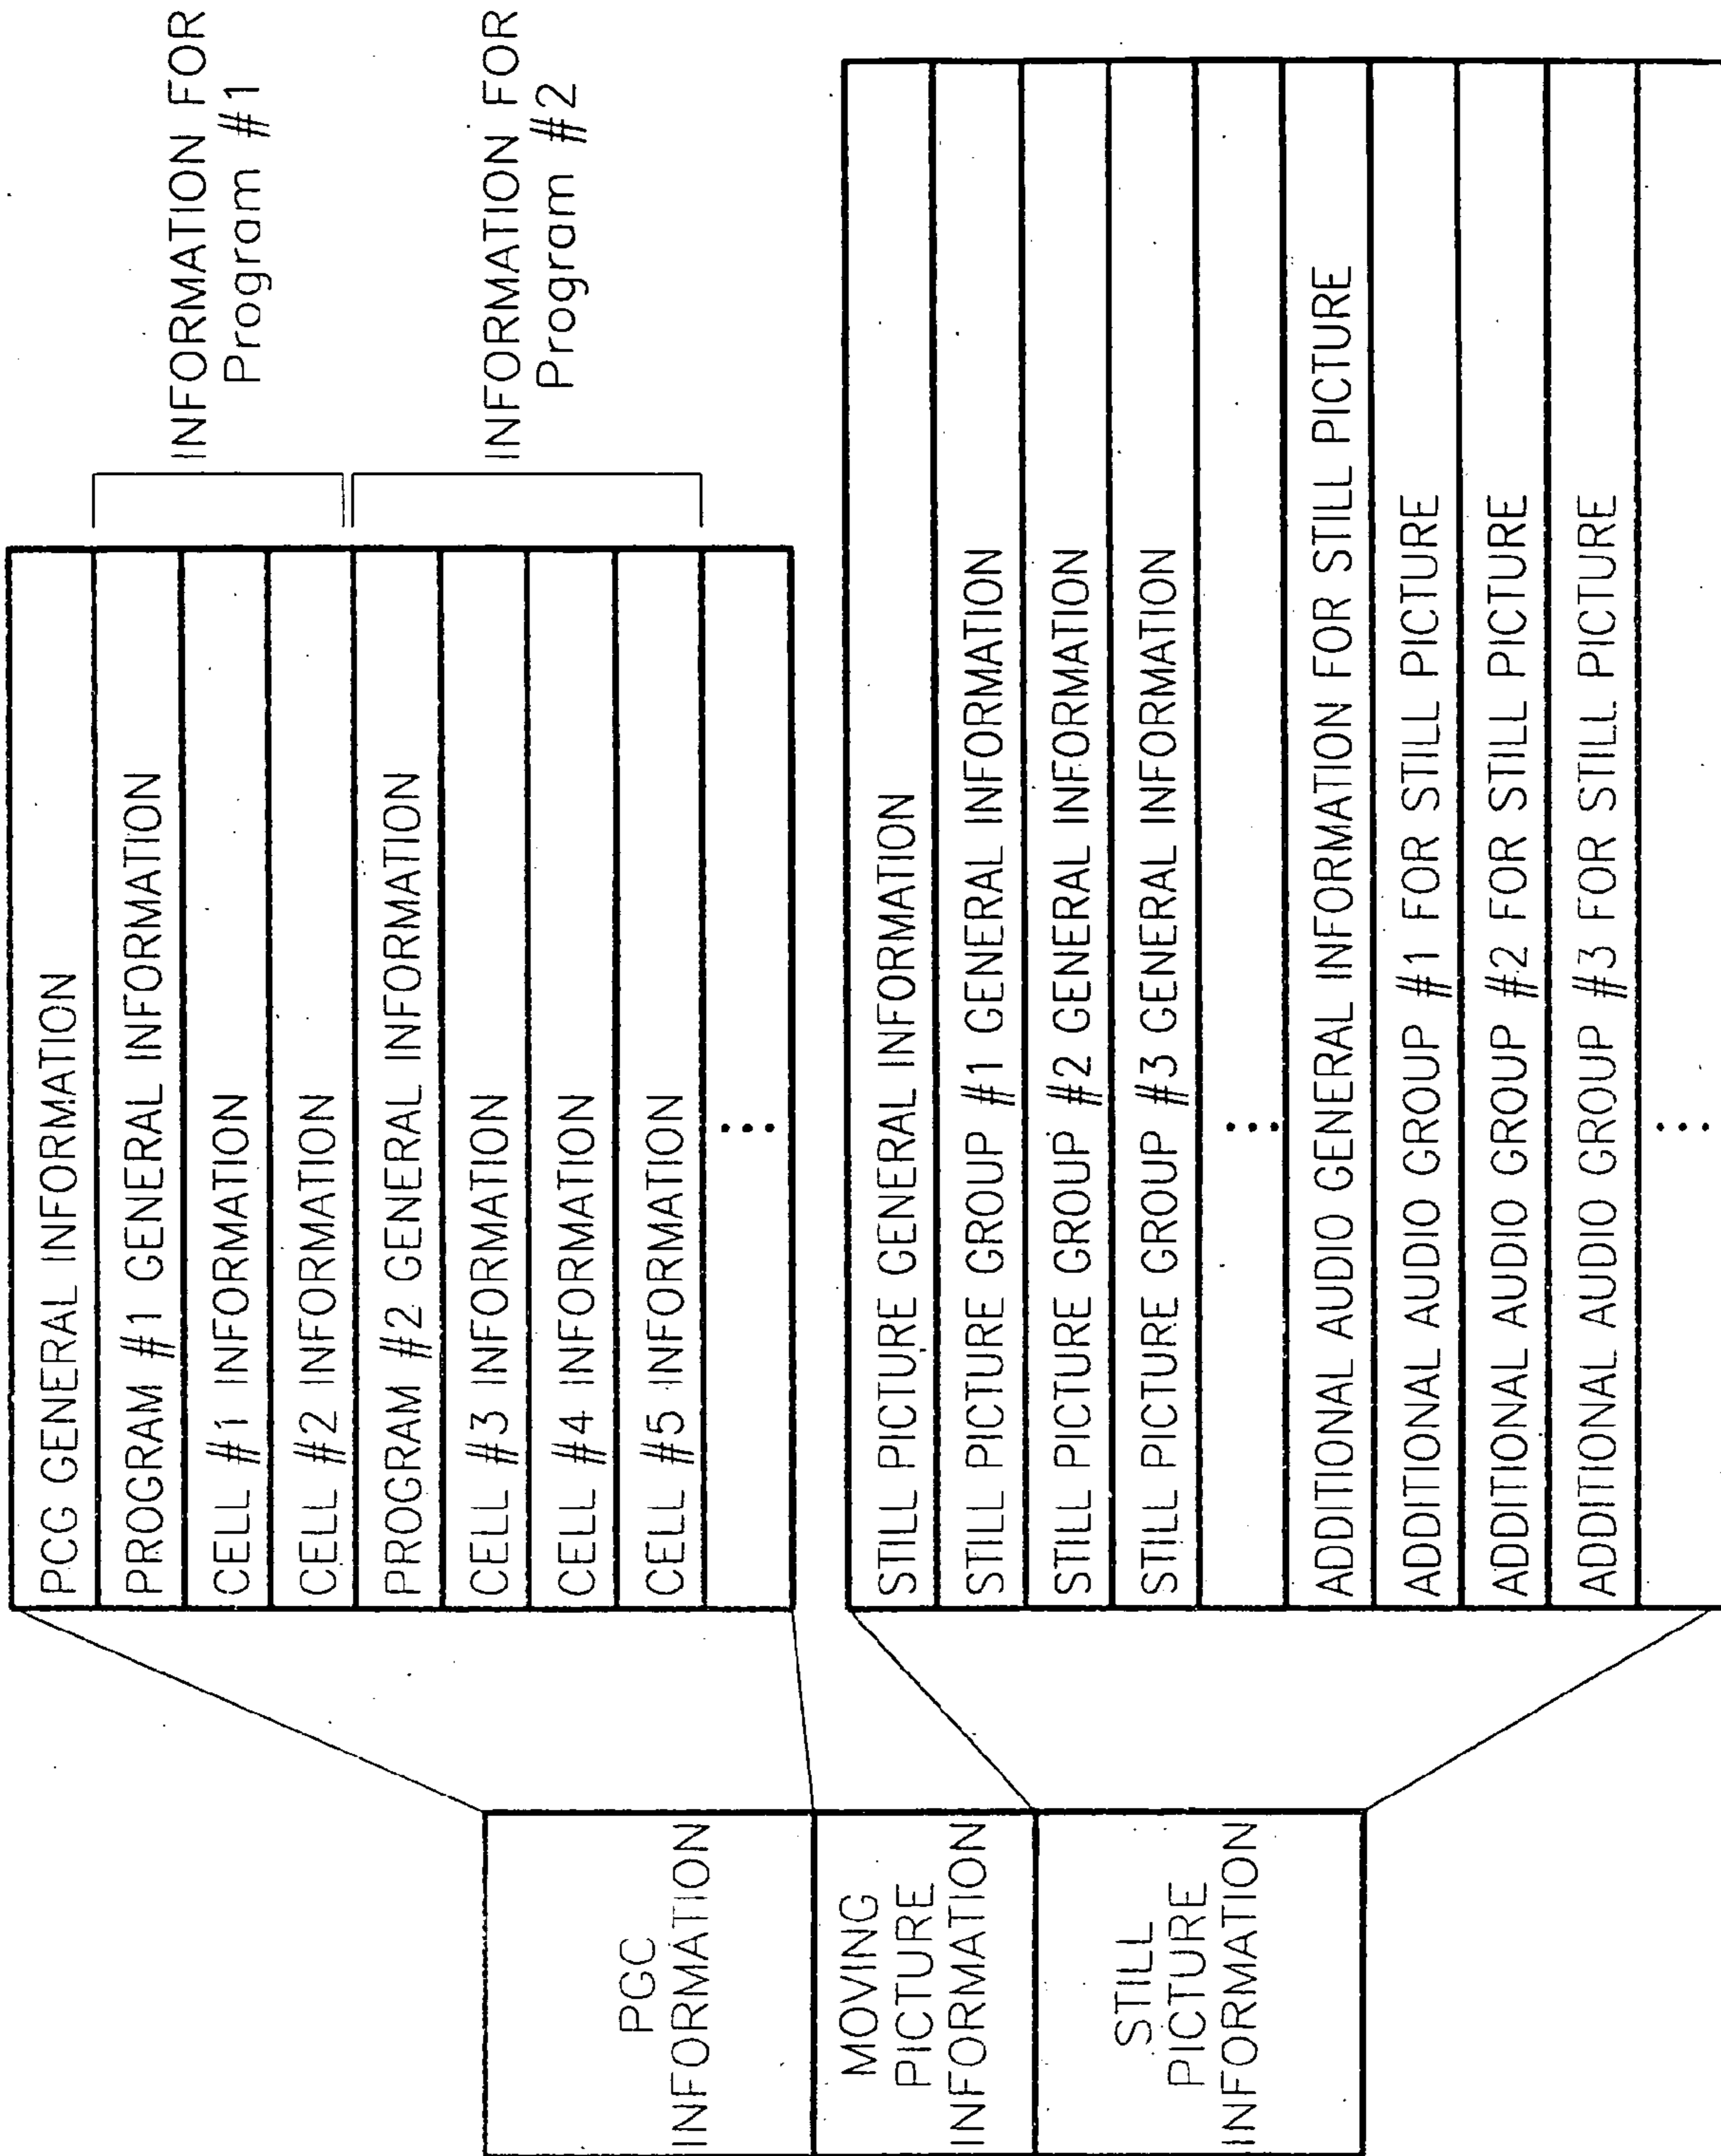 PGC
INFORMATION
MOVING
PICTURE
INFORMATION
STILL
PICTURE
INFORMATION
PCG GENERAL INFORMATION
PROGRAM #1 GENERAL INFORMATION
CELL #1 INFORMATION
CELL #2 INFORMATION
PROGRAM #2 GENERAL INFORMATION
CELL #3 INFORMATION
CELL #4 INFORMATION
CELL #5 INFORMATION
...
INFORMATION FOR
Program #1
INFORMATION FOR
Program #2
STILL PICTURE GENERAL INFORMATION
STILL PICTURE GROUP #1 GENERAL INFORMATION
STILL PICTURE GROUP #2 GENERAL INFORMATION
STILL PICTURE GROUP #3 GENERAL INFORMATION
...
ADDITIONAL AUDIO GENERAL INFORMATION FOR STILL PICTURE
ADDITIONAL AUDIO GROUP #1 FOR STILL PICTURE
ADDITIONAL AUDIO GROUP #2 FOR STILL PICTURE
ADDITIONAL AUDIO GROUP #3 FOR STILL PICTURE
...